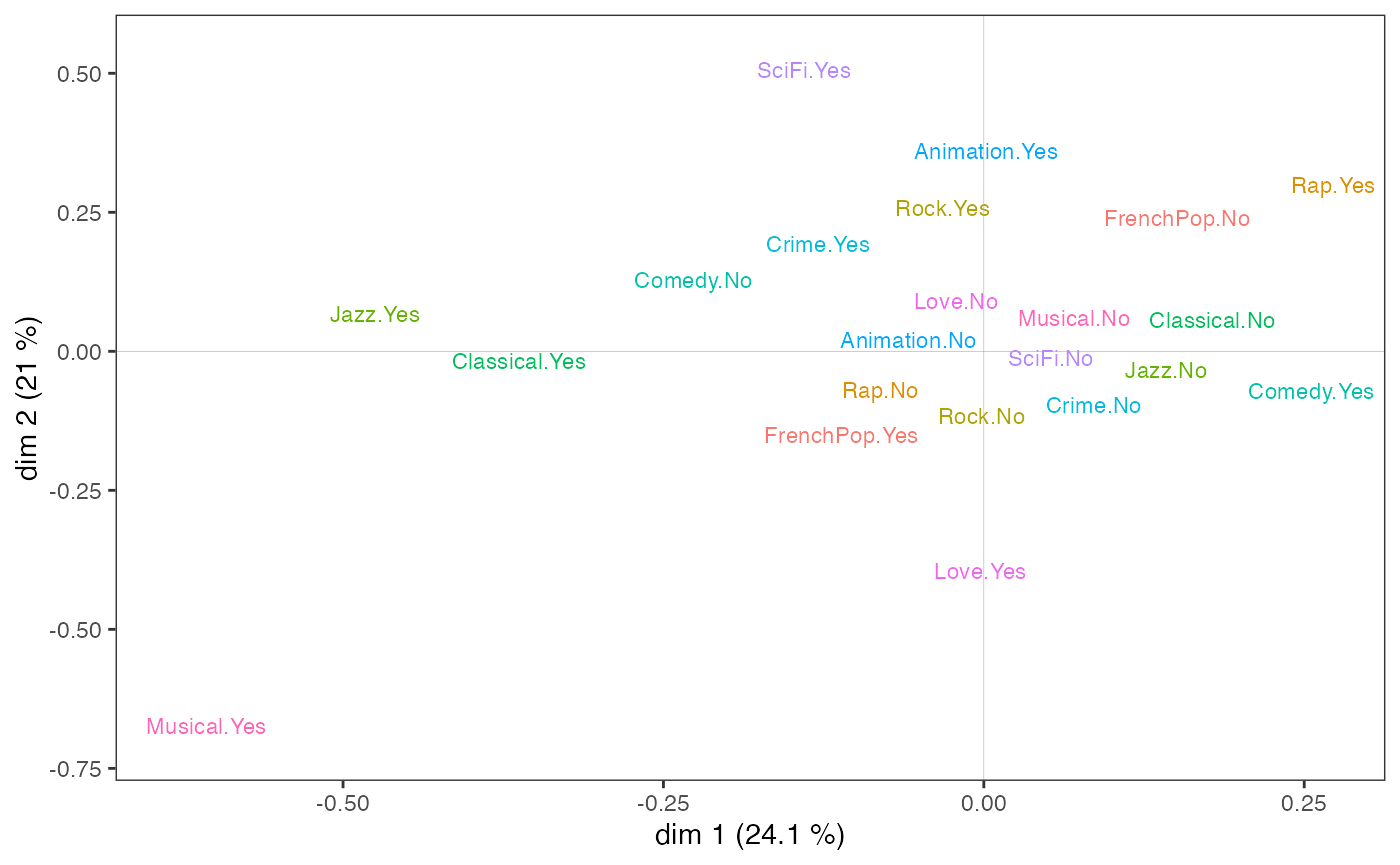 0.50
0.25
0.00
-0.25
-0.50
-0.75
dim 2 (21 %)
SciFi.Yes
Animation.Yes
Rap.Yes
Rock.Yes
FrenchPop.No
Crime.Yes
Comedy.No
Love.No
Jazz.Yes
Musical.No
Classical.No
Animation.No
SciFi.No
Classical.Yes
Jazz.No
Rap.No
Comedy.Yes
Crime.No
Rock.No
FrenchPop.Yes
Love.Yes
Musical.Yes
-0.50
-0.25
0.00
0.25
dim 1 (24.1 %)